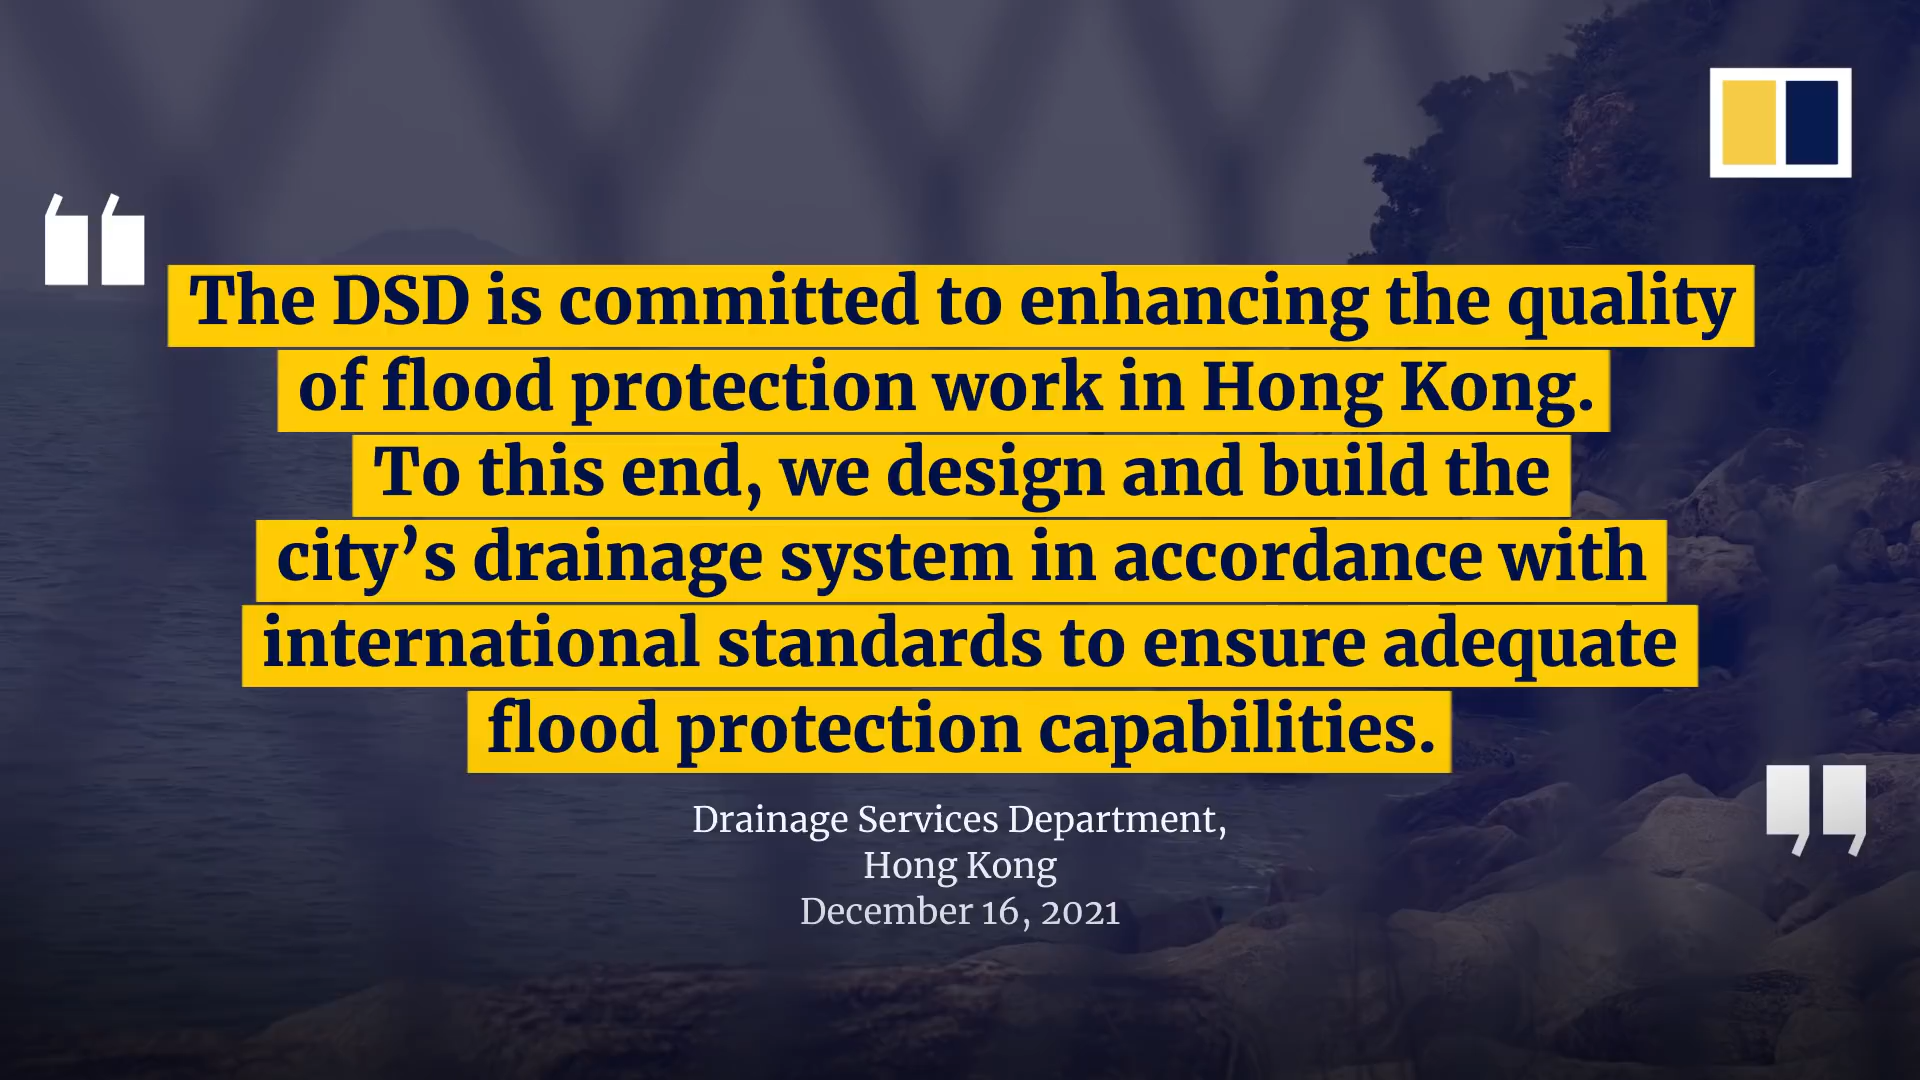 “
The DSD is committed to enhancing the quality
of flood protection work in Hong Kong.
To this end, we design and build the
city’s drainage system in accordance with
international standards to ensure adequate
flood protection capabilities.
”
Drainage Services Department,
Hong Kong
December 16, 2021